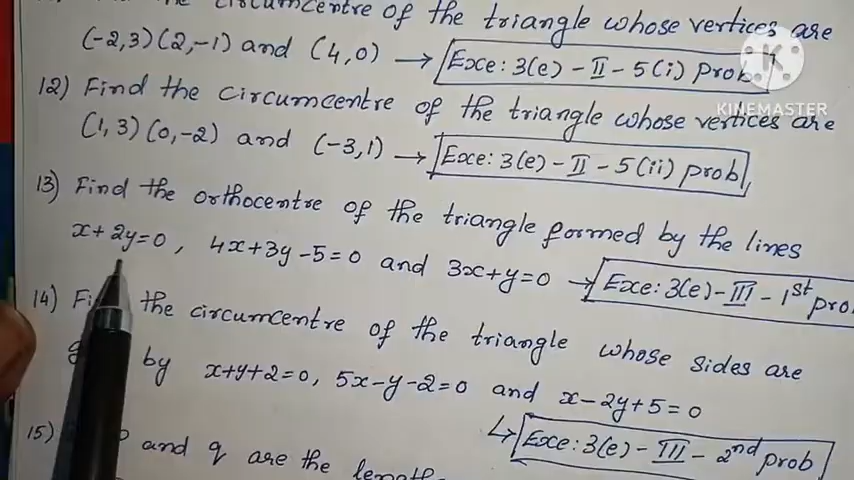 the circumcentre of the triangle whose vertices are
(-2,3) (2,-1) and (4,0) → Exe: 3(e) - II - 5(i) prob
KINEMASTER
12) Find the circumcentre of the triangle whose vertices are
(1,3) (0,-2) and (-3,1) → Exe: 3(e) - II - 5(ii) prob
13) Find the orthocentre of the triangle formed by the lines
x+2y=0, 4x+3y-5=0 and 3x+y=0 → Exe: 3(e) - III - 1st pro
14) the circumcentre of the triangle whose sides are
by x+y+2=0, 5x-y-2=0 and x-2y+5=0
↳ Exe: 3(e) - III - 2nd prob
15) and q are the